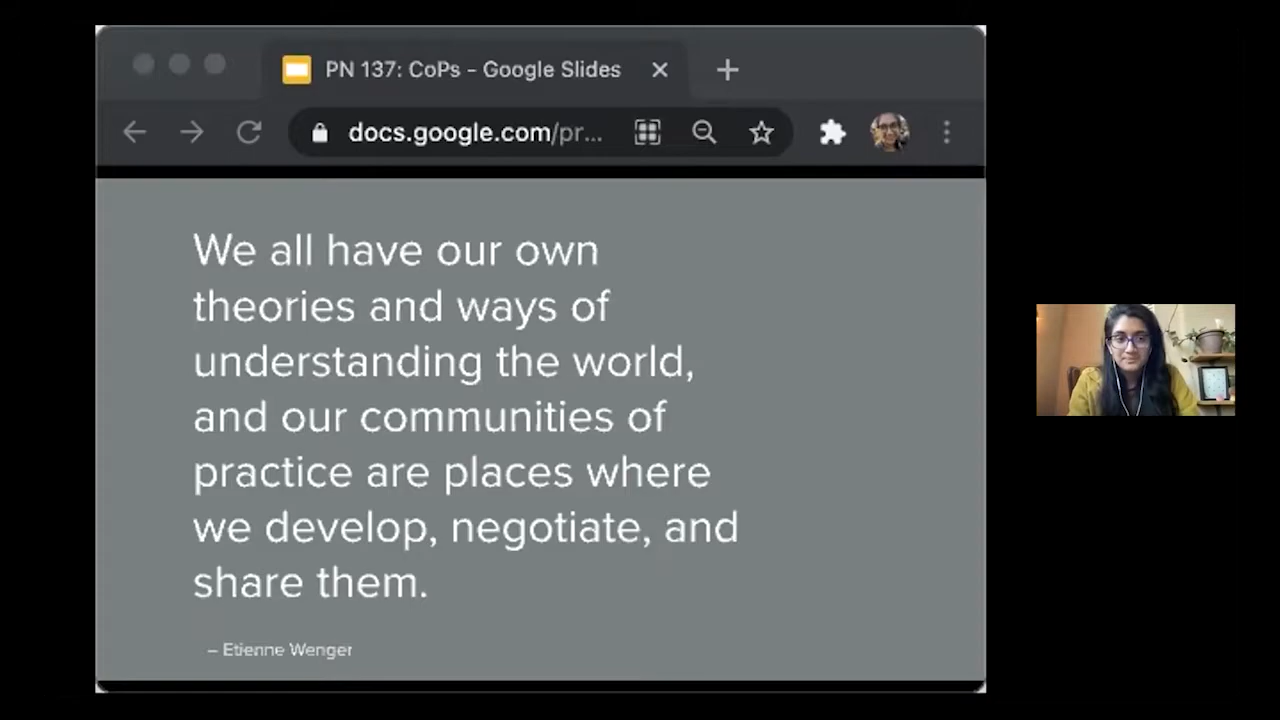 PN 137: CoPs - Google Slides
docs.google.com/pr...
We all have our own
theories and ways of
understanding the world,
and our communities of
practice are places where
we develop, negotiate, and
share them.
– Etienne Wenger